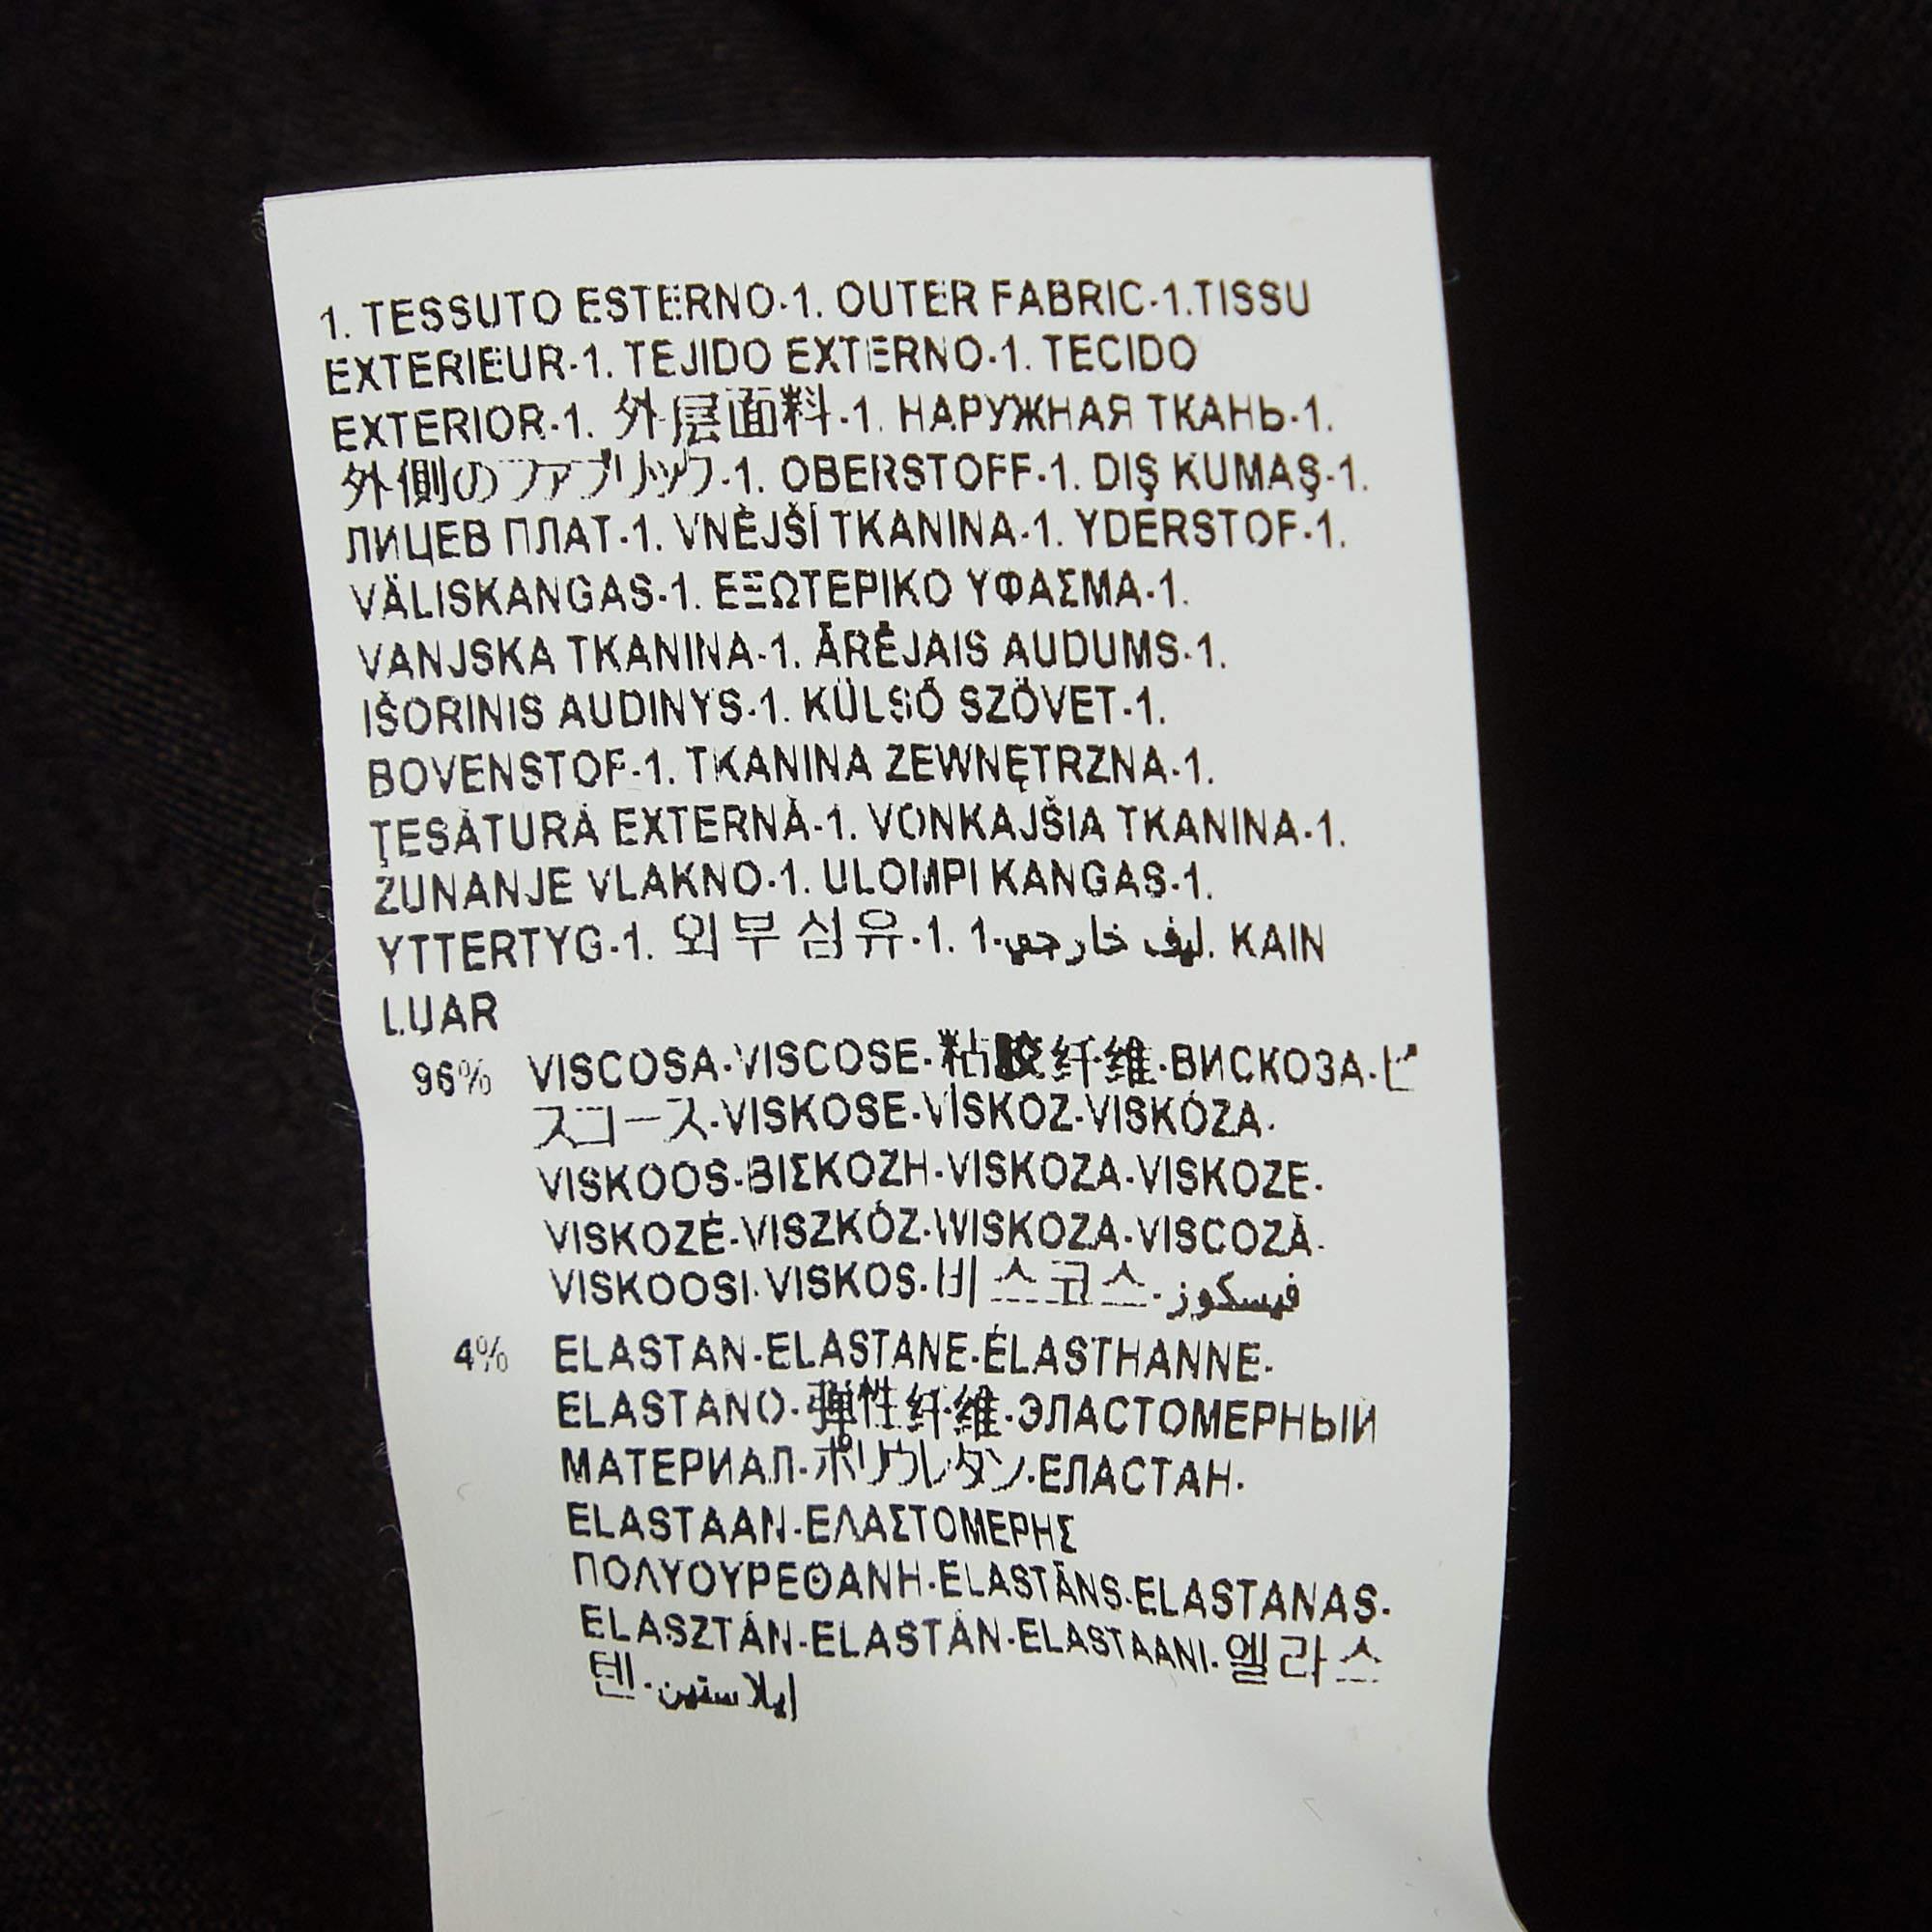 1. TESSUTO ESTERNO-1. OUTER FABRIC-1.TISSU
EXTERIEUR-1. TEJIDO EXTERNO-1. TECIDO
EXTERIOR-1. 外层面料-1. НАРУЖНАЯ ТКАНЬ-1.
外側のファブリック-1. OBERSTOFF-1. DIŞ KUMAŞ-1.
ЛИЦЕВ ПЛАТ-1. VNĚJŠÍ TKANINA-1. YDERSTOF-1.
VÄLISKANGAS-1. ΕΞΩΤΕΡΙΚΟ ΥΦΑΣΜΑ-1.
VANJSKA TKANINA-1. ĀRĒJAIS AUDUMS-1.
IŠORINIS AUDINYS-1. KÜLSŐ SZÖVET-1.
BOVENSTOF-1. TKANINA ZEWNĘTRZNA-1.
ŢESĂTURĂ EXTERNĂ-1. VONKAJŠIA TKANINA-1.
ZUNANJE VLAKNO-1. ULOMPI KANGAS-1.
YTTERTYG-1. 외부 섬유-1. 1-ليف خارجي. KAIN
LUAR
96% VISCOSA-VISCOSE-粘胶纤维-ВИСКОЗА-ビ
スコース-VISKOSE-VİSKOZ-VISKÓZA-
VISKOOS-ΒΙΣΚΟΖΗ-VISKOZA-VISKOZE-
VISKOZĖ-VISZKÓZ-WISKOZA-VISCOZĂ-
VISKOOSI-VISKOS-비스코스-فيسكوز
4% ELASTAN-ELASTANE-ÉLASTHANNE-
ELASTANO-弹性纤维-ЭЛАСТОМЕРНЫЙ
МАТЕРИАЛ-ポリウレタン-ЕЛАСТАН-
ELASTAAN-ΕΛΑΣΤΟΜΕΡΗΣ
ΠΟΛΥΟΥΡΕΘΑΝΗ-ELASTĀNS-ELASTANAS-
ELASZTÁN-ELASTÁN-ELASTAANI-엘라스
텐-إيلاستين